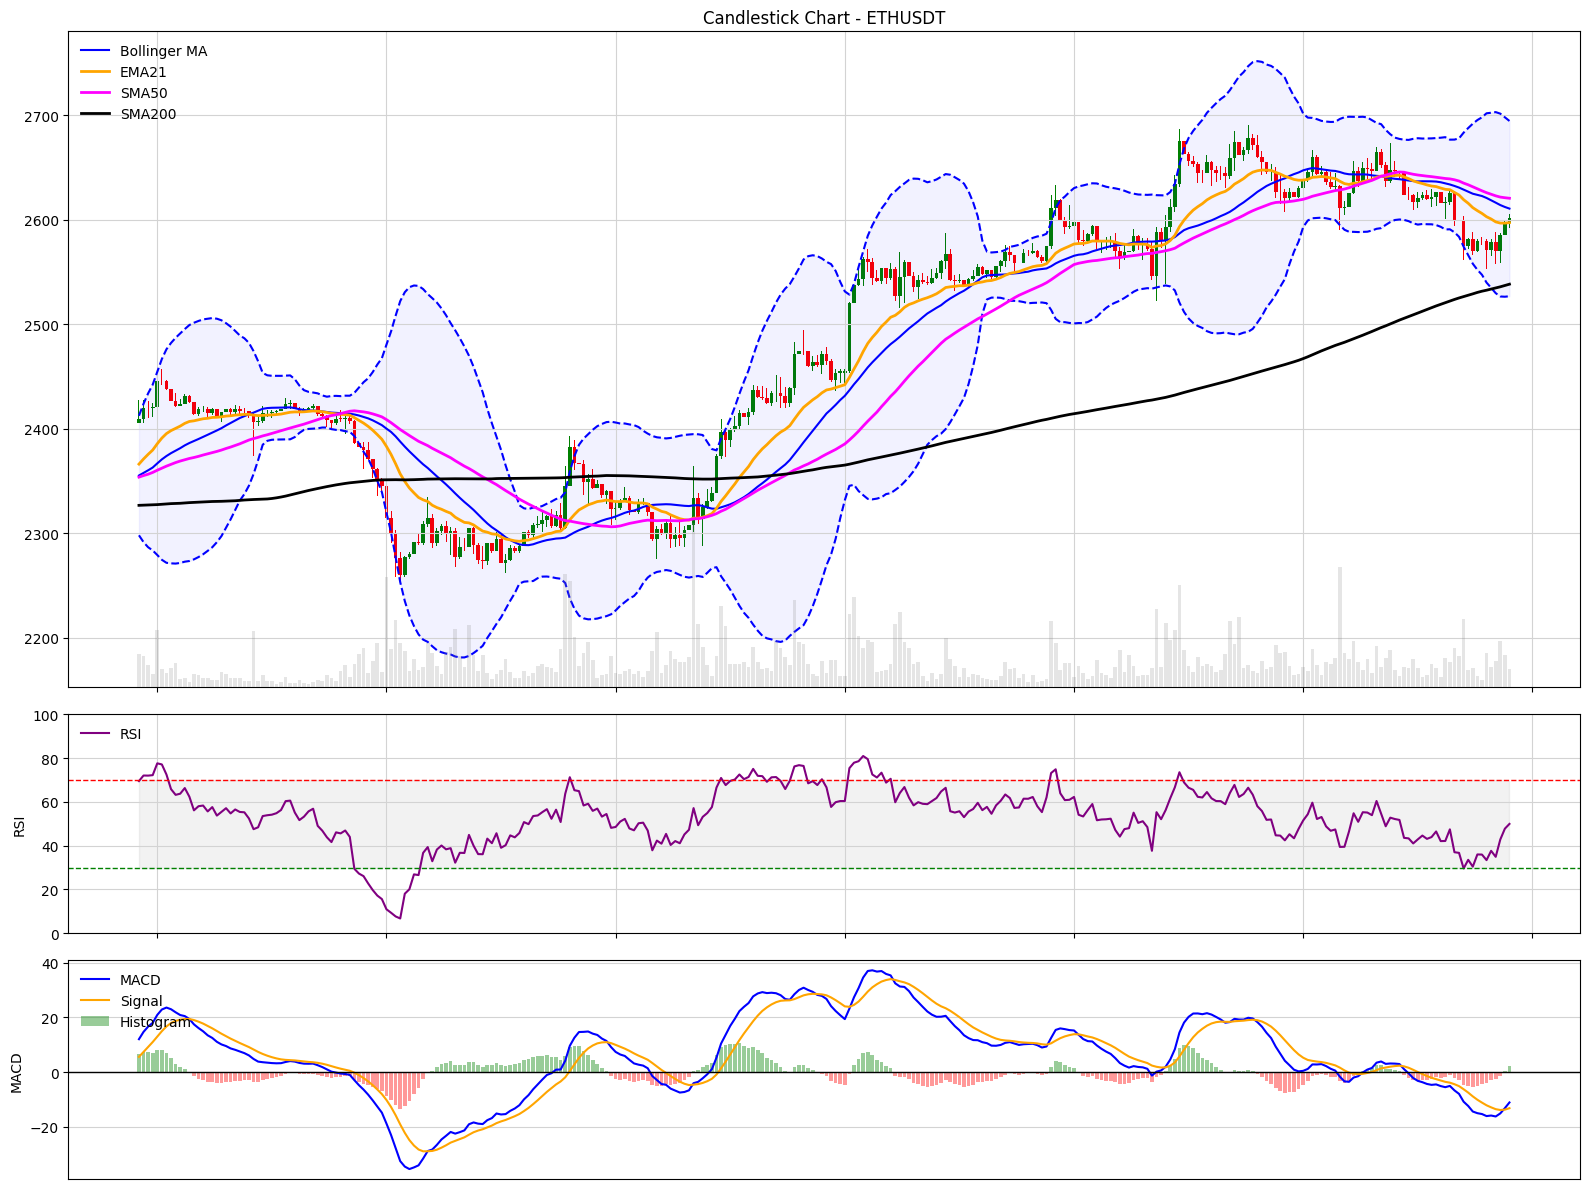 Candlestick Chart - ETHUSDT
Bollinger MA
EMA21
SMA50
SMA200
2700
2600
2500
2400
2300
2200
RSI
100
80
60
40
20
0
RSI
MACD
Signal
Histogram
40
20
0
−20
MACD